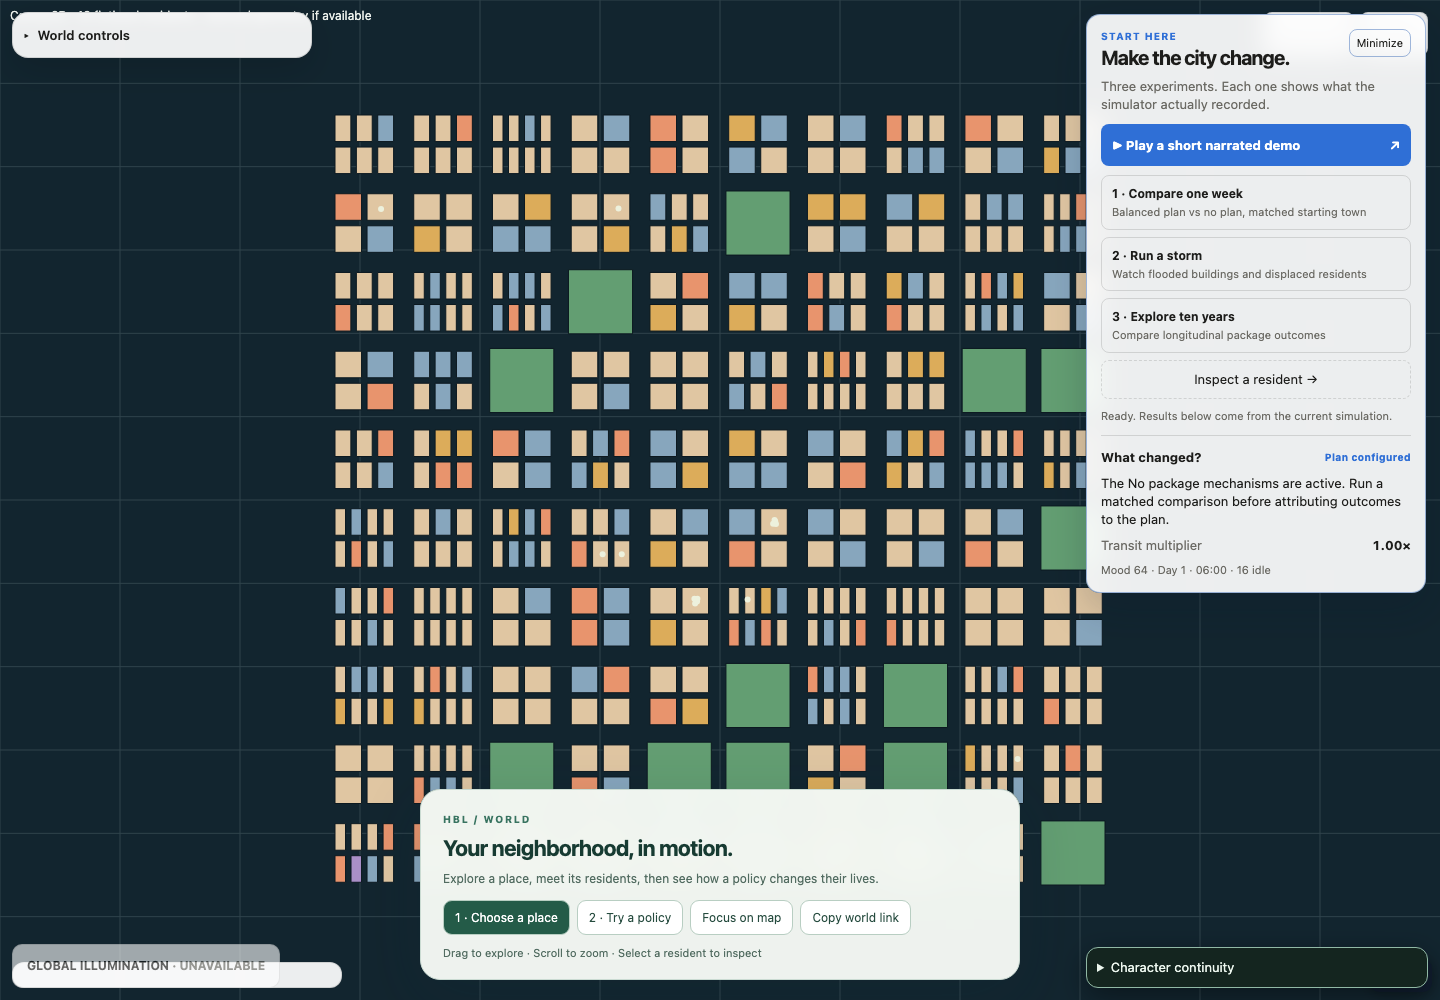 if available
▸ World controls
START HERE
Minimize
Make the city change.
Three experiments. Each one shows what the
simulator actually recorded.
▶ Play a short narrated demo ↗
1 · Compare one week
Balanced plan vs no plan, matched starting town
2 · Run a storm
Watch flooded buildings and displaced residents
3 · Explore ten years
Compare longitudinal package outcomes
Inspect a resident →
Ready. Results below come from the current simulation.
What changed?
Plan configured
The No package mechanisms are active. Run a
matched comparison before attributing outcomes
to the plan.
Transit multiplier
1.00×
Mood 64 · Day 1 · 06:00 · 16 idle
HBL / WORLD
Your neighborhood, in motion.
Explore a place, meet its residents, then see how a policy changes their lives.
1 · Choose a place
2 · Try a policy
Focus on map
Copy world link
Drag to explore · Scroll to zoom · Select a resident to inspect
GLOBAL ILLUMINATION · UNAVAILABLE
▶ Character continuity